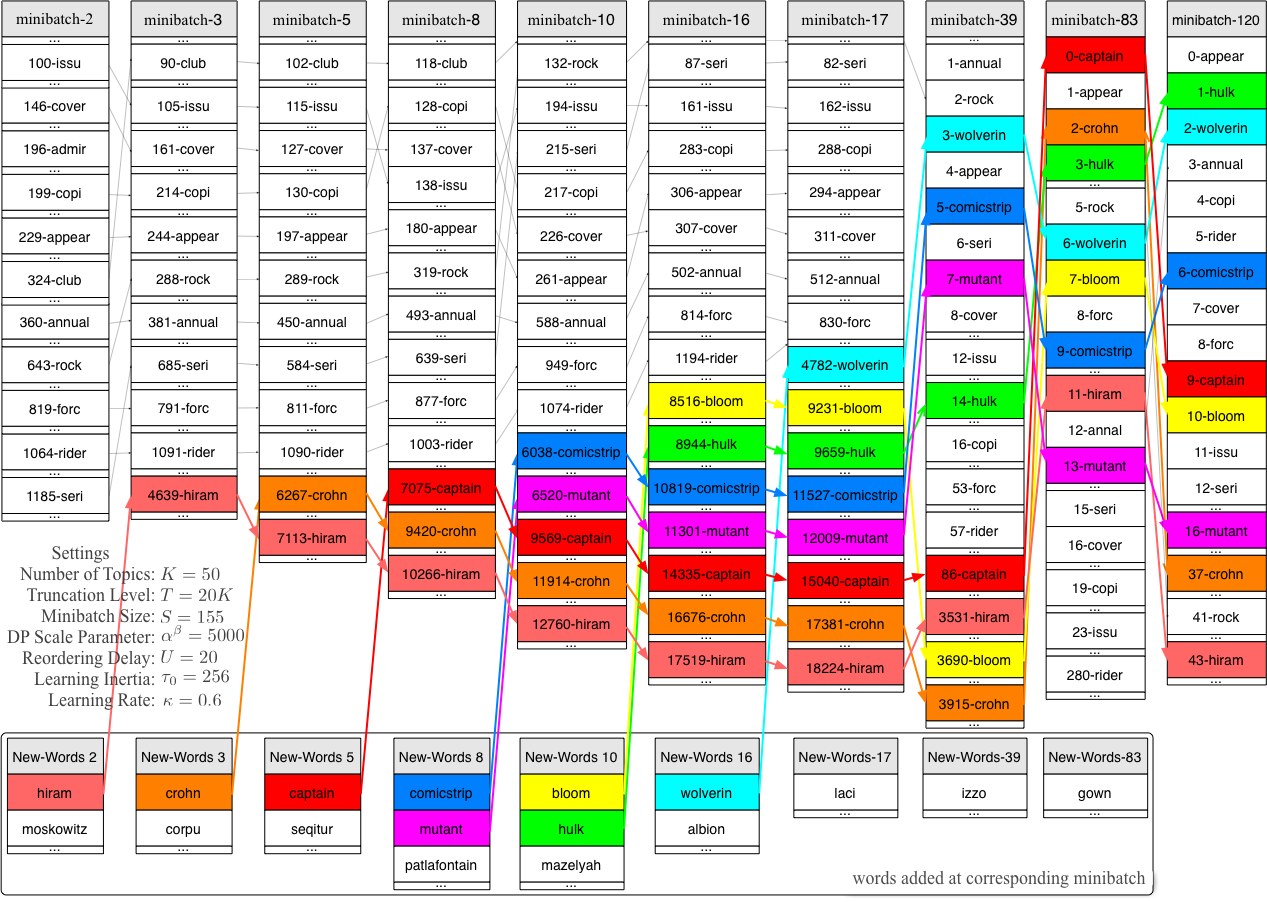 minibatch-2
...
100-issu
...
146-cover
...
196-admir
...
199-copi
...
229-appear
...
324-club
...
360-annual
...
643-rock
...
819-forc
...
1064-rider
...
1185-seri
...
minibatch-3
...
90-club
...
105-issu
...
161-cover
...
214-copi
...
244-appear
...
288-rock
...
381-annual
...
685-seri
...
791-forc
...
1091-rider
...
4639-hiram
...
minibatch-5
...
102-club
...
115-issu
...
127-cover
...
130-copi
...
197-appear
...
289-rock
...
450-annual
...
584-seri
...
811-forc
...
1090-rider
...
6267-crohn
...
7113-hiram
...
minibatch-8
...
118-club
...
128-copi
...
137-cover
...
138-issu
...
180-appear
...
319-rock
...
493-annual
...
639-seri
...
877-forc
...
1003-rider
...
7075-captain
...
9420-crohn
...
10266-hiram
...
minibatch-10
...
132-rock
...
194-issu
...
215-seri
...
217-copi
...
226-cover
...
261-appear
...
588-annual
...
949-forc
...
1074-rider
...
6038-comicstrip
...
6520-mutant
...
9569-captain
...
11914-crohn
...
12760-hiram
...
minibatch-16
...
87-seri
...
161-issu
...
283-copi
...
306-appear
...
307-cover
...
502-annual
...
814-forc
...
1194-rider
...
8516-bloom
...
8944-hulk
...
10819-comicstrip
...
11301-mutant
...
14335-captain
...
16676-crohn
...
17519-hiram
...
minibatch-17
...
82-seri
...
162-issu
...
288-copi
...
294-appear
...
311-cover
...
512-annual
...
830-forc
...
4782-wolverin
...
9231-bloom
...
9659-hulk
...
11527-comicstrip
...
12009-mutant
...
15040-captain
...
17381-crohn
...
18224-hiram
...
minibatch-39
...
1-annual
2-rock
3-wolverin
4-appear
5-comicstrip
6-seri
7-mutant
8-cover
...
12-issu
...
14-hulk
...
16-copi
...
53-forc
...
57-rider
...
86-captain
...
3531-hiram
...
3690-bloom
...
3915-crohn
...
minibatch-83
0-captain
1-appear
2-crohn
3-hulk
...
5-rock
6-wolverin
7-bloom
8-forc
9-comicstrip
...
11-hiram
12-annal
13-mutant
...
15-seri
16-cover
...
19-copi
...
23-issu
...
280-rider
...
minibatch-120
0-appear
1-hulk
2-wolverin
3-annual
4-copi
5-rider
6-comicstrip
7-cover
8-forc
9-captain
10-bloom
11-issu
12-seri
...
16-mutant
...
37-crohn
...
41-rock
...
43-hiram
...
Settings
Number of Topics: K = 50
Truncation Level: T = 20K
Minibatch Size: S = 155
DP Scale Parameter: α^β = 5000
Reordering Delay: U = 20
Learning Inertia: τ₀ = 256
Learning Rate: κ = 0.6
New-Words 2
hiram
moskowitz
...
New-Words 3
crohn
corpu
...
New-Words 5
captain
seqitur
...
New-Words 8
comicstrip
mutant
patlafontain
...
New-Words 10
bloom
hulk
mazelyah
...
New-Words 16
wolverin
albion
...
New-Words-17
laci
...
New-Words-39
izzo
...
New-Words-83
gown
...
words added at corresponding minibatch